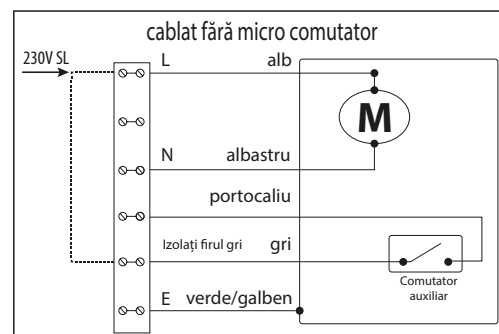 cablat fără micro comutator
230V SL
L alb
M
N albastru
portocaliu
Izolați firul gri gri
Comutator
auxiliar
E verde/galben